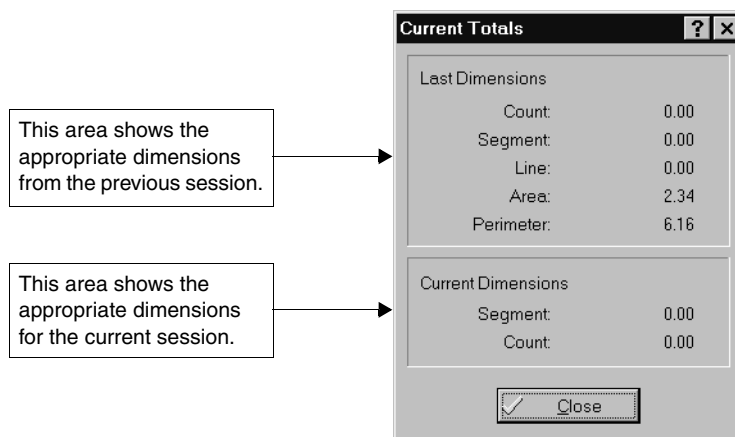 Current Totals
Last Dimensions
Count: 0.00
Segment: 0.00
Line: 0.00
Area: 2.34
Perimeter: 6.16
This area shows the
appropriate dimensions
from the previous session.
Current Dimensions
Segment: 0.00
Count: 0.00
This area shows the
appropriate dimensions
for the current session.
Close